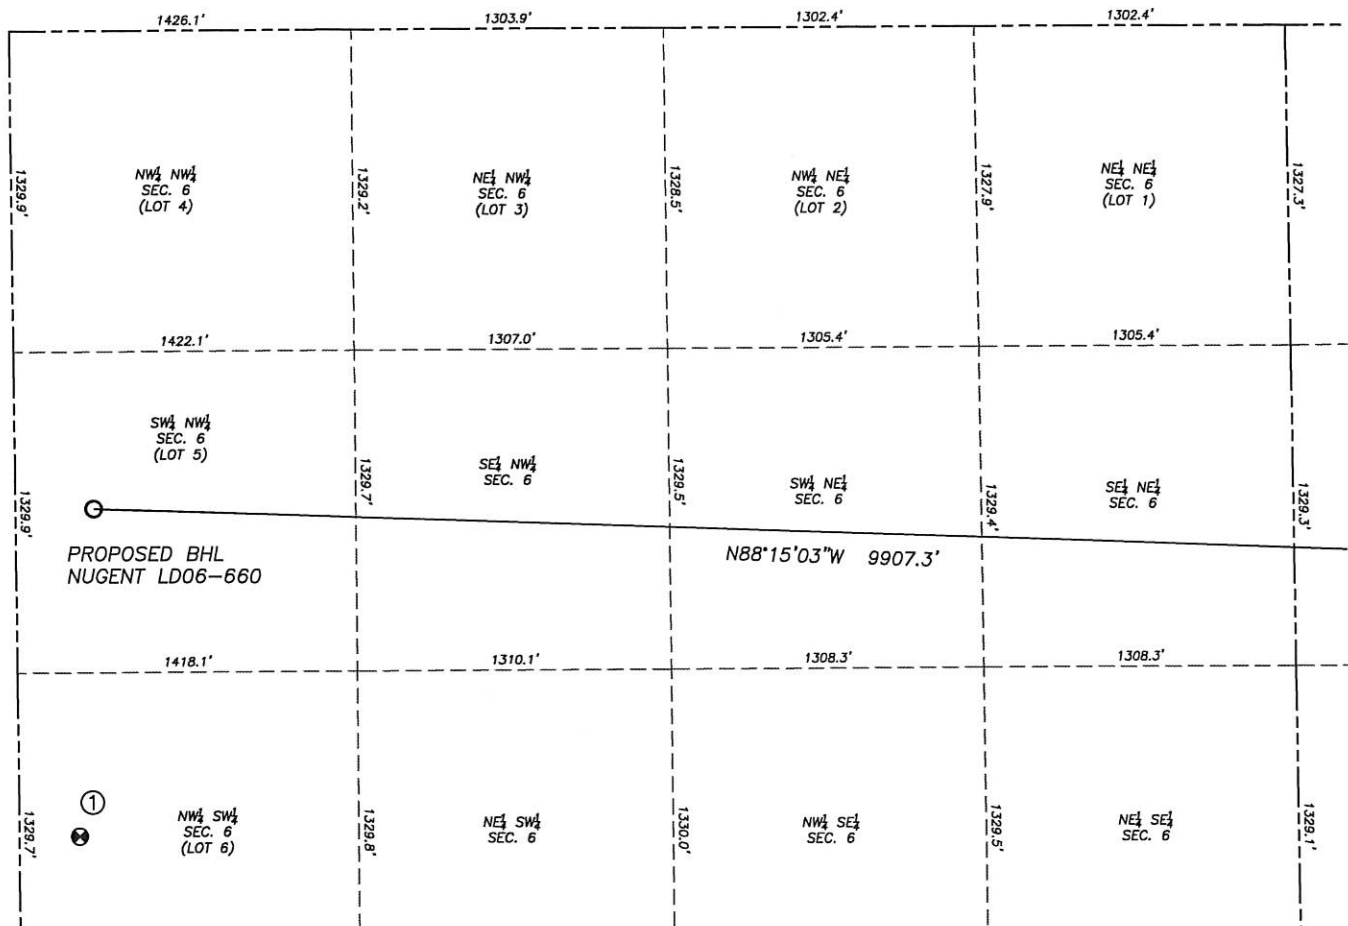 1426.1' 1303.9' 1302.4' 1302.4'
NW¼ NW¼
SEC. 6
(LOT 4)
NE¼ NW¼
SEC. 6
(LOT 3)
NW¼ NE¼
SEC. 6
(LOT 2)
NE¼ NE¼
SEC. 6
(LOT 1)
1329.9' 1329.2' 1328.5' 1327.9' 1327.3'
1422.1' 1307.0' 1305.4' 1305.4'
SW¼ NW¼
SEC. 6
(LOT 5)
SE¼ NW¼
SEC. 6
SW¼ NE¼
SEC. 6
SE¼ NE¼
SEC. 6
1329.9' 1329.7' 1329.5' 1329.4' 1329.3'
PROPOSED BHL
NUGENT LD06-660
N88°15'03"W 9907.3'
1418.1' 1310.1' 1308.3' 1308.3'
1
NW¼ SW¼
SEC. 6
(LOT 6)
NE¼ SW¼
SEC. 6
NW¼ SE¼
SEC. 6
NE¼ SE¼
SEC. 6
1329.7' 1329.8' 1330.0' 1329.5' 1329.1'